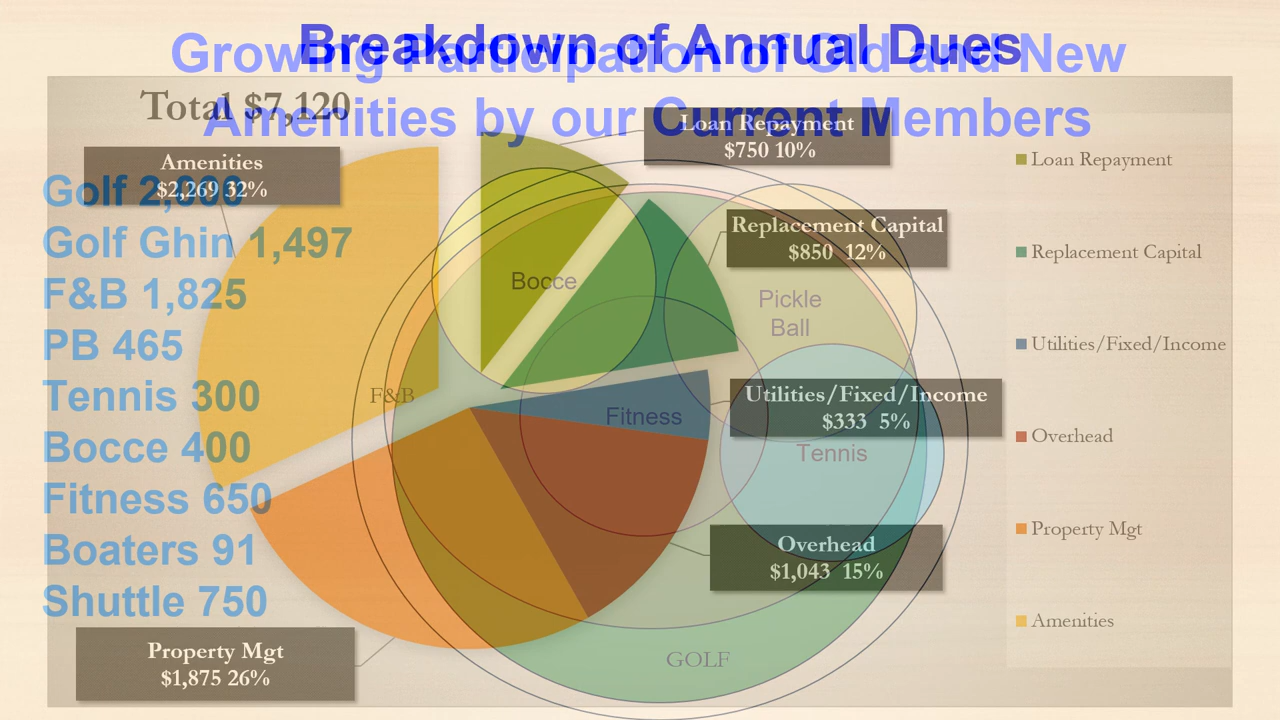 Breakdown of Annual Dues
Growing Participation of Old and New
Amenities by our Current Members
Total $7,120
Loan Repayment
$750 10%
Amenities
$2,269 32%
Replacement Capital
$850 12%
Utilities/Fixed/Income
$333 5%
Overhead
$1,043 15%
Property Mgt
$1,875 26%
Golf 2,000
Golf Ghin 1,497
F&B 1,825
PB 465
Tennis 300
Bocce 400
Fitness 650
Boaters 91
Shuttle 750
Bocce
Pickle
Ball
F&B
Fitness
Tennis
GOLF
Loan Repayment
Replacement Capital
Utilities/Fixed/Income
Overhead
Property Mgt
Amenities